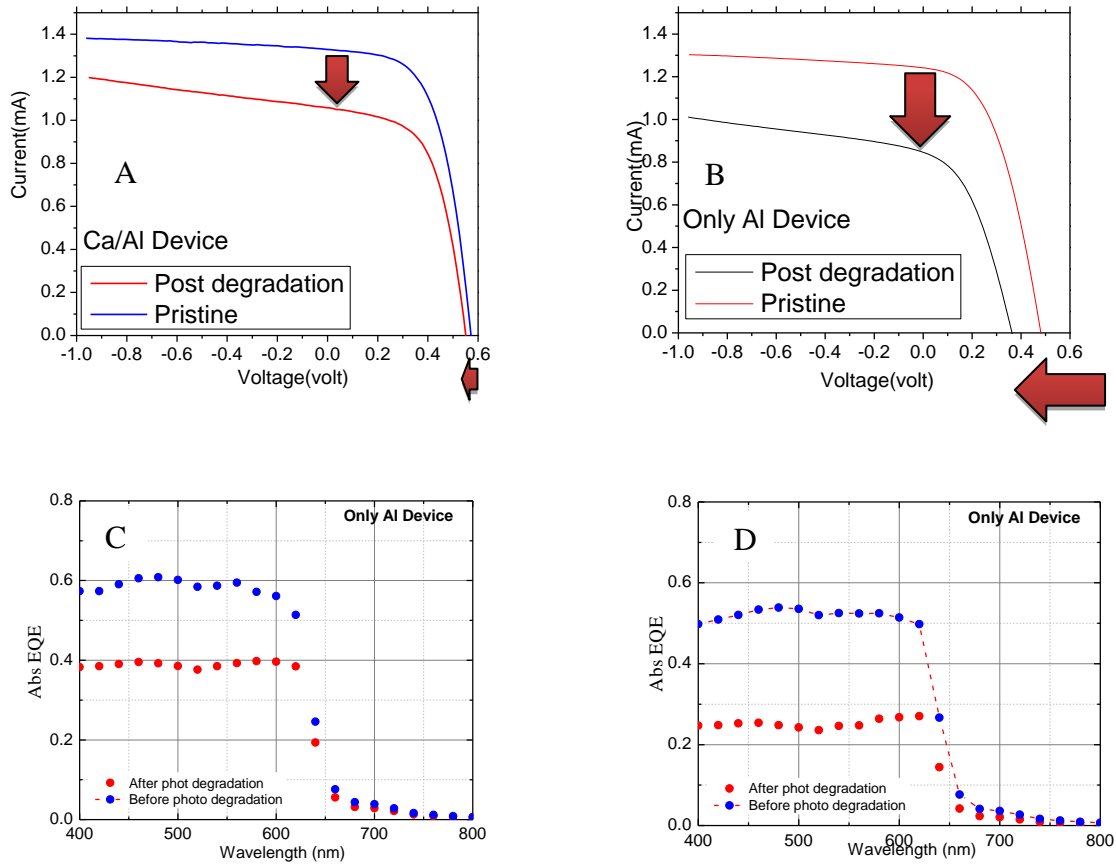 1.4
1.2
1.0
0.8
0.6
0.4
0.2
0.0
Current(mA)
A
Ca/Al Device
Post degradation
Pristine
-1.0 -0.8 -0.6 -0.4 -0.2 0.0 0.2 0.4 0.6
Voltage(volt)
1.4
1.2
1.0
0.8
0.6
0.4
0.2
0.0
Current(mA)
B
Only Al Device
Post degradation
Pristine
-1.0 -0.8 -0.6 -0.4 -0.2 0.0 0.2 0.4 0.6
Voltage(volt)
0.8
0.6
0.4
0.2
0.0
Abs EQE
C
Only Al Device
After phot degradation
Before photo degradation
400 500 600 700 800
Wavelength (nm)
0.8
0.6
0.4
0.2
0.0
Abs EQE
D
Only Al Device
After phot degradation
Before photo degradation
400 500 600 700 800
Wavelength (nm)